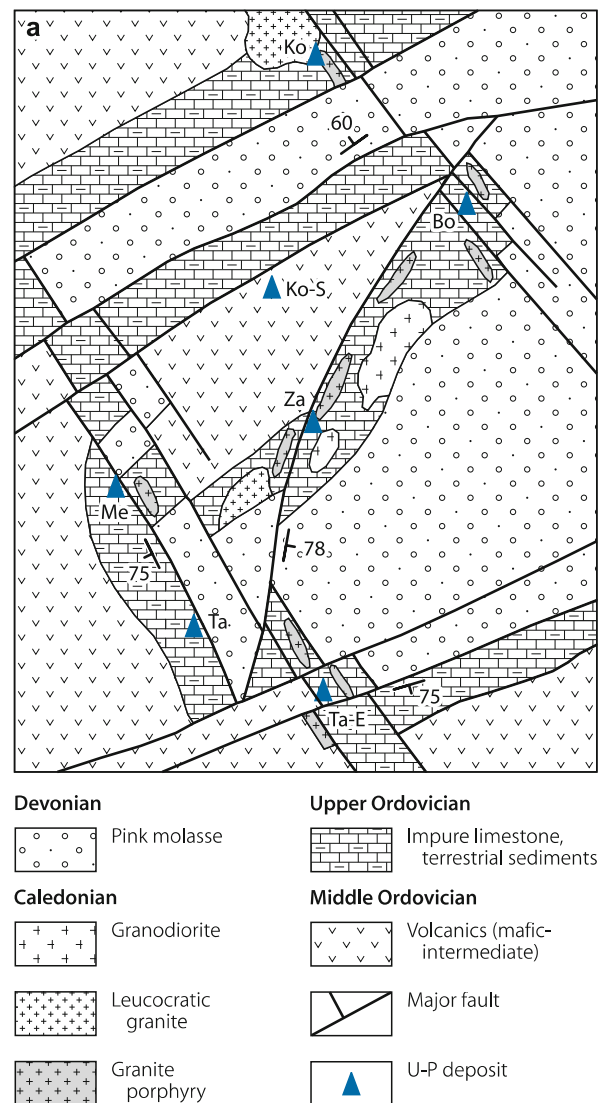 a
Ko
60
Bo
Ko-S
Za
Me
78
75
Ta
75
Ta-E
Devonian
Pink molasse
Caledonian
Granodiorite
Leucocratic
granite
Granite
porphyry
Upper Ordovician
Impure limestone,
terrestrial sediments
Middle Ordovician
Volcanics (mafic-
intermediate)
Major fault
U-P deposit